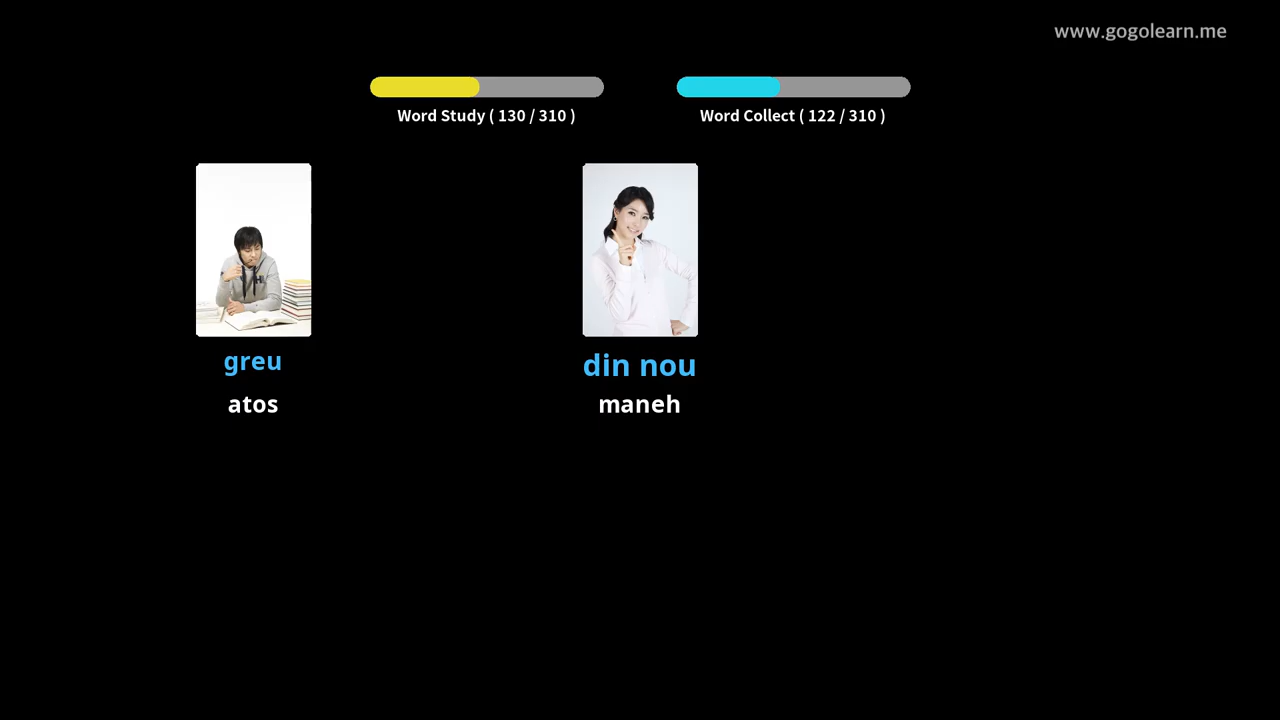 www.gogolearn.me
Word Study ( 130 / 310 )
Word Collect ( 122 / 310 )
greu
atos
din nou
maneh